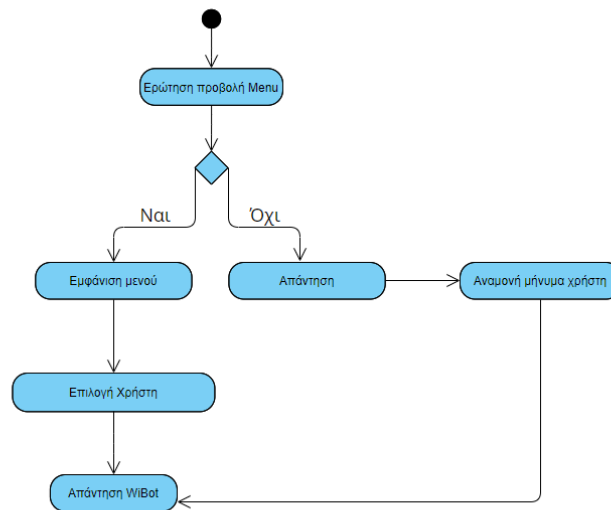 Ερώτηση προβολή Menu
Ναι
Όχι
Εμφάνιση μενού
Απάντηση
Αναμονή μήνυμα χρήστη
Επιλογή Χρήστη
Απάντηση WiBot